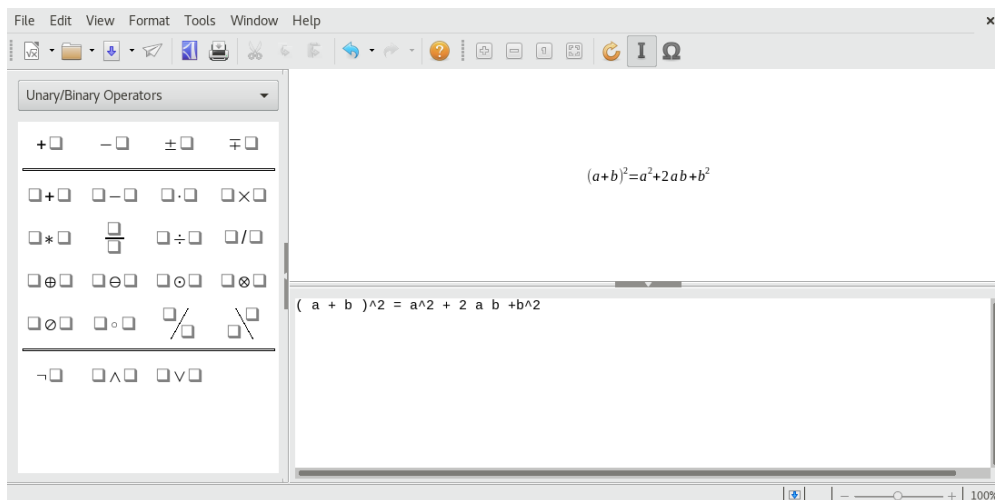 File Edit View Format Tools Window Help
Unary/Binary Operators
+□ −□ ±□ ∓□
□+□ □−□ □·□ □×□
□∗□ □/□ □÷□ □/□
□⊕□ □⊖□ □⊙□ □⊗□
□⊘□ □∘□ □╱□ □╲□
¬□ □∧□ □∨□
(a+b)²=a²+2ab+b²
( a + b )^2 = a^2 + 2 a b +b^2
100%